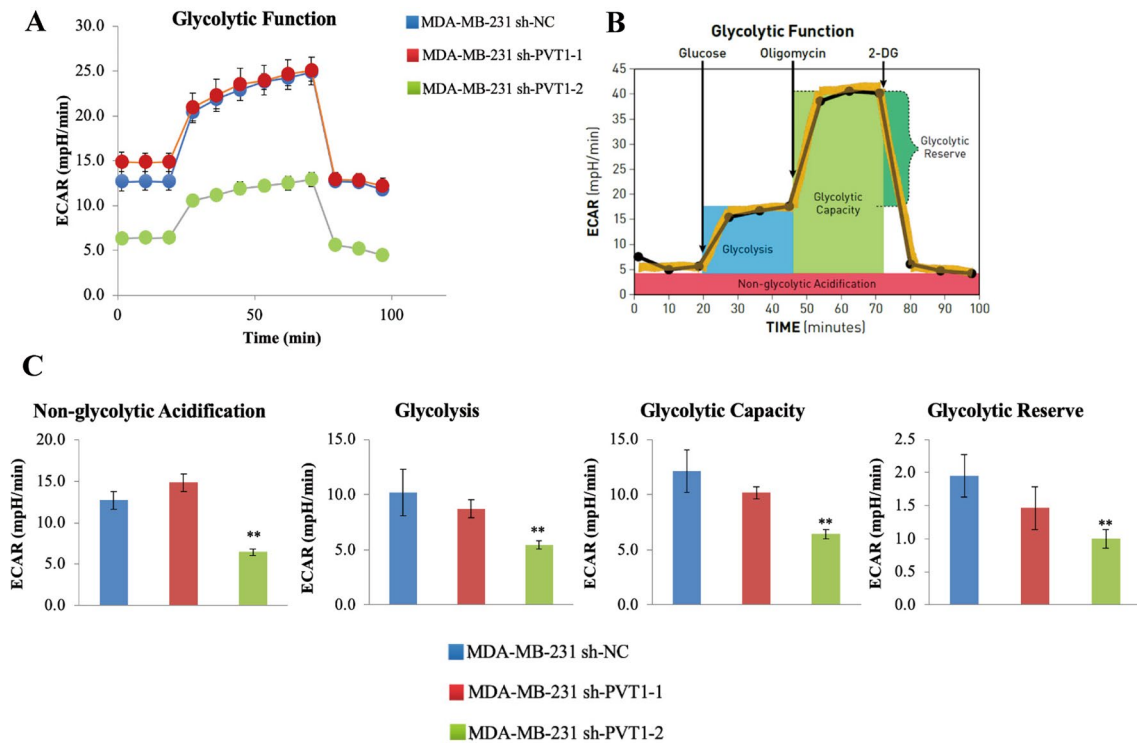 A
Glycolytic Function
MDA-MB-231 sh-NC
MDA-MB-231 sh-PVT1-1
MDA-MB-231 sh-PVT1-2
ECAR (mpH/min)
30.0
25.0
20.0
15.0
10.0
5.0
0.0
0
50
100
Time (min)
B
Glycolytic Function
Glucose
Oligomycin
2-DG
ECAR (mpH/min)
45
40
35
30
25
20
15
10
5
0
Glycolysis
Glycolytic
Capacity
Glycolytic
Reserve
Non-glycolytic Acidification
0
10
20
30
40
50
60
70
80
90
100
TIME (minutes)
C
Non-glycolytic Acidification
ECAR (mpH/min)
20.0
15.0
10.0
5.0
0.0
**
Glycolysis
ECAR (mpH/min)
15.0
10.0
5.0
0.0
**
Glycolytic Capacity
ECAR (mpH/min)
15.0
10.0
5.0
0.0
**
Glycolytic Reserve
ECAR (mpH/min)
2.5
2.0
1.5
1.0
0.5
0.0
**
MDA-MB-231 sh-NC
MDA-MB-231 sh-PVT1-1
MDA-MB-231 sh-PVT1-2